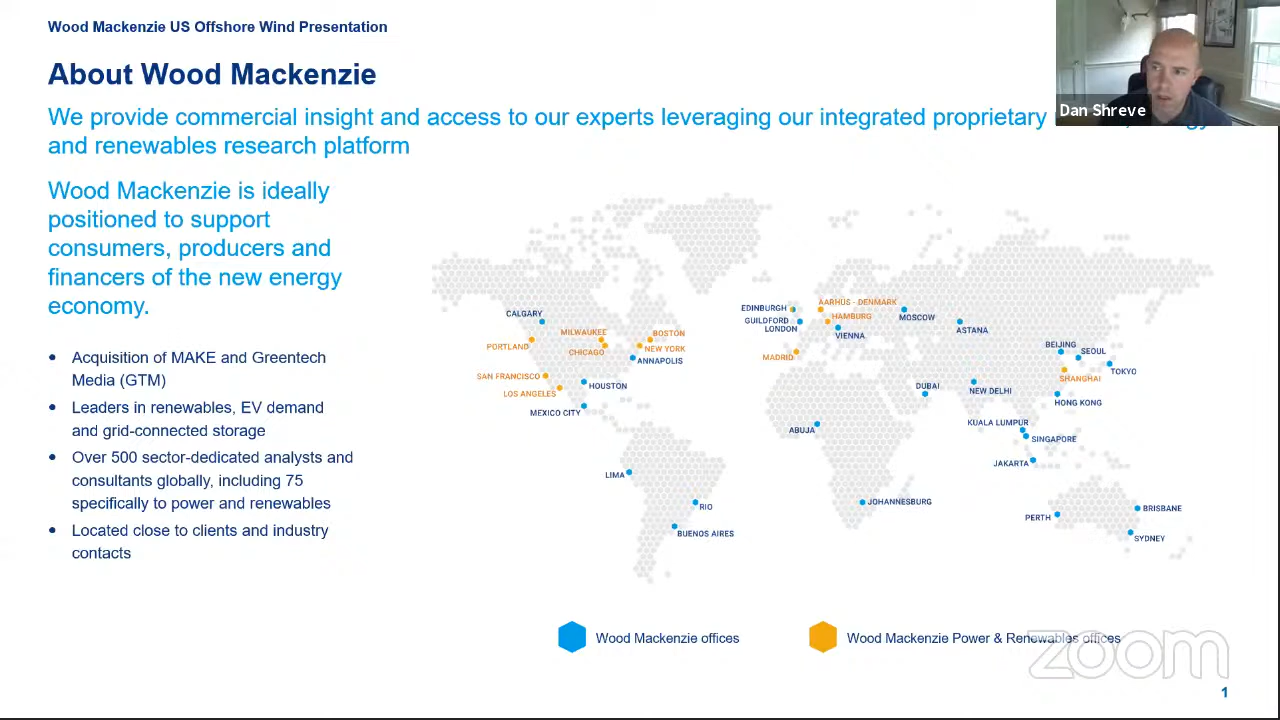 Wood Mackenzie US Offshore Wind Presentation
About Wood Mackenzie
We provide commercial insight and access to our experts leveraging our integrated proprietary
and renewables research platform
Dan Shreve
Wood Mackenzie is ideally
positioned to support
consumers, producers and
financers of the new energy
economy.
• Acquisition of MAKE and Greentech
Media (GTM)
• Leaders in renewables, EV demand
and grid-connected storage
• Over 500 sector-dedicated analysts and
consultants globally, including 75
specifically to power and renewables
• Located close to clients and industry
contacts
CALGARY
PORTLAND
MILWAUKEE
CHICAGO
BOSTON
NEW YORK
ANNAPOLIS
SAN FRANCISCO
LOS ANGELES
HOUSTON
MEXICO CITY
LIMA
RIO
BUENOS AIRES
EDINBURGH
GUILDFORD
LONDON
AARHUS - DENMARK
HAMBURG
VIENNA
MADRID
MOSCOW
ASTANA
ABUJA
JOHANNESBURG
DUBAI
NEW DELHI
BEIJING
SEOUL
TOKYO
SHANGHAI
HONG KONG
KUALA LUMPUR
SINGAPORE
JAKARTA
PERTH
BRISBANE
SYDNEY
Wood Mackenzie offices
Wood Mackenzie Power & Renewables offices
zoom
1